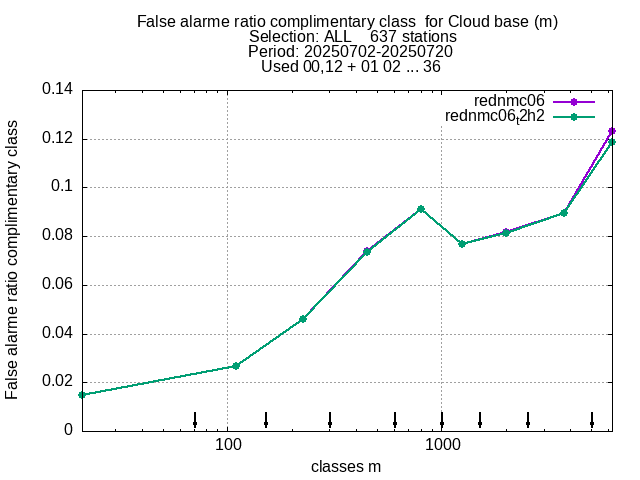 False alarme ratio complimentary class  for Cloud base (m)
Selection: ALL    637 stations
Period: 20250702-20250720
Used 00,12 + 01 02 ... 36
rednmc06
rednmc06t2h2
False alarme ratio complimentary class
0.14
0.12
0.1
0.08
0.06
0.04
0.02
0
100
1000
classes m